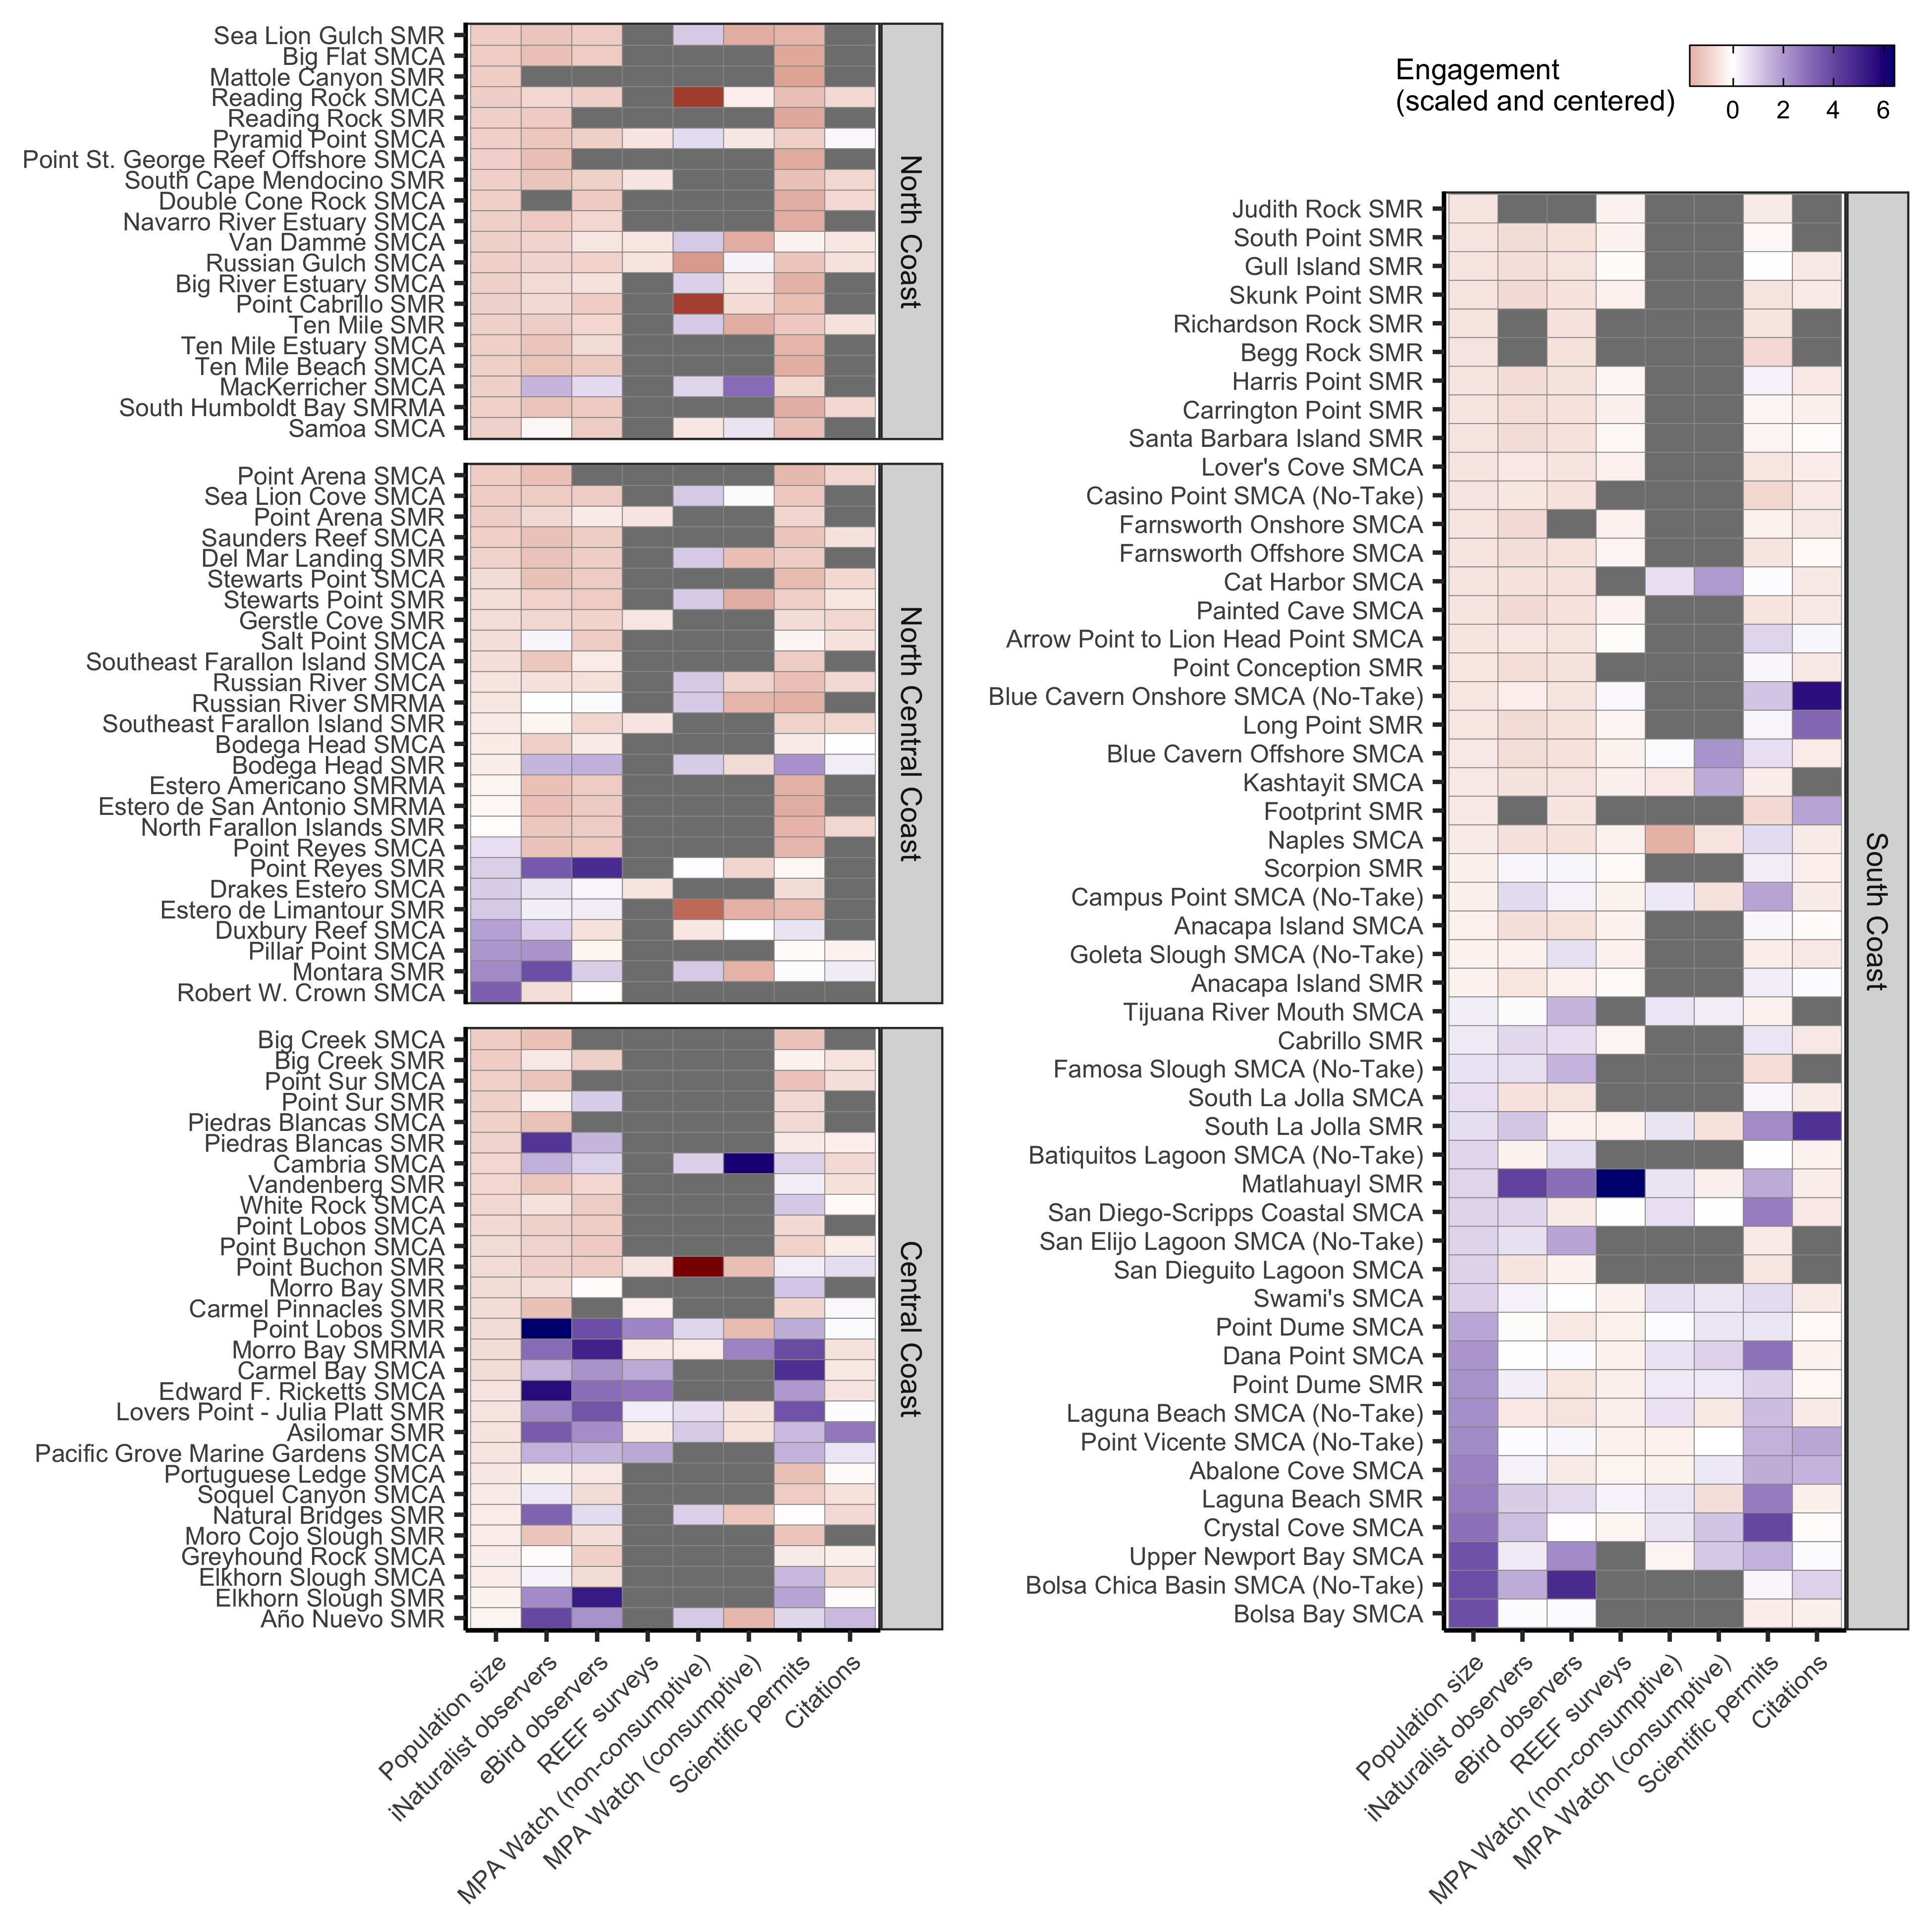 Sea Lion Gulch SMR
Big Flat SMCA
Mattole Canyon SMR
Reading Rock SMCA
Reading Rock SMR
Pyramid Point SMCA
Point St. George Reef Offshore SMCA
South Cape Mendocino SMR
Double Cone Rock SMCA
Navarro River Estuary SMCA
Van Damme SMCA
Russian Gulch SMCA
Big River Estuary SMCA
Point Cabrillo SMR
Ten Mile SMR
Ten Mile Estuary SMCA
Ten Mile Beach SMCA
MacKerricher SMCA
South Humboldt Bay SMRMA
Samoa SMCA
North Coast
Point Arena SMCA
Sea Lion Cove SMCA
Point Arena SMR
Saunders Reef SMCA
Del Mar Landing SMR
Stewarts Point SMCA
Stewarts Point SMR
Gerstle Cove SMR
Salt Point SMCA
Southeast Farallon Island SMCA
Russian River SMCA
Russian River SMRMA
Southeast Farallon Island SMR
Bodega Head SMCA
Bodega Head SMR
Estero Americano SMRMA
Estero de San Antonio SMRMA
North Farallon Islands SMR
Point Reyes SMCA
Point Reyes SMR
Drakes Estero SMCA
Estero de Limantour SMR
Duxbury Reef SMCA
Pillar Point SMCA
Montara SMR
Robert W. Crown SMCA
North Central Coast
Big Creek SMCA
Big Creek SMR
Point Sur SMCA
Point Sur SMR
Piedras Blancas SMCA
Piedras Blancas SMR
Cambria SMCA
Vandenberg SMR
White Rock SMCA
Point Lobos SMCA
Point Buchon SMCA
Point Buchon SMR
Morro Bay SMR
Carmel Pinnacles SMR
Point Lobos SMR
Morro Bay SMRMA
Carmel Bay SMCA
Edward F. Ricketts SMCA
Lovers Point - Julia Platt SMR
Asilomar SMR
Pacific Grove Marine Gardens SMCA
Portuguese Ledge SMCA
Soquel Canyon SMCA
Natural Bridges SMR
Moro Cojo Slough SMR
Greyhound Rock SMCA
Elkhorn Slough SMCA
Elkhorn Slough SMR
Año Nuevo SMR
Central Coast
Population size
iNaturalist observers
eBird observers
REEF surveys
MPA Watch (non-consumptive)
MPA Watch (consumptive)
Scientific permits
Citations
Engagement
(scaled and centered)
0 2 4 6
Judith Rock SMR
South Point SMR
Gull Island SMR
Skunk Point SMR
Richardson Rock SMR
Begg Rock SMR
Harris Point SMR
Carrington Point SMR
Santa Barbara Island SMR
Lover's Cove SMCA
Casino Point SMCA (No-Take)
Farnsworth Onshore SMCA
Farnsworth Offshore SMCA
Cat Harbor SMCA
Painted Cave SMCA
Arrow Point to Lion Head Point SMCA
Point Conception SMR
Blue Cavern Onshore SMCA (No-Take)
Long Point SMR
Blue Cavern Offshore SMCA
Kashtayit SMCA
Footprint SMR
Naples SMCA
Scorpion SMR
Campus Point SMCA (No-Take)
Anacapa Island SMCA
Goleta Slough SMCA (No-Take)
Anacapa Island SMR
Tijuana River Mouth SMCA
Cabrillo SMR
Famosa Slough SMCA (No-Take)
South La Jolla SMCA
South La Jolla SMR
Batiquitos Lagoon SMCA (No-Take)
Matlahuayl SMR
San Diego-Scripps Coastal SMCA
San Elijo Lagoon SMCA (No-Take)
San Dieguito Lagoon SMCA
Swami's SMCA
Point Dume SMCA
Dana Point SMCA
Point Dume SMR
Laguna Beach SMCA (No-Take)
Point Vicente SMCA (No-Take)
Abalone Cove SMCA
Laguna Beach SMR
Crystal Cove SMCA
Upper Newport Bay SMCA
Bolsa Chica Basin SMCA (No-Take)
Bolsa Bay SMCA
South Coast
Population size
iNaturalist observers
eBird observers
REEF surveys
MPA Watch (non-consumptive)
MPA Watch (consumptive)
Scientific permits
Citations